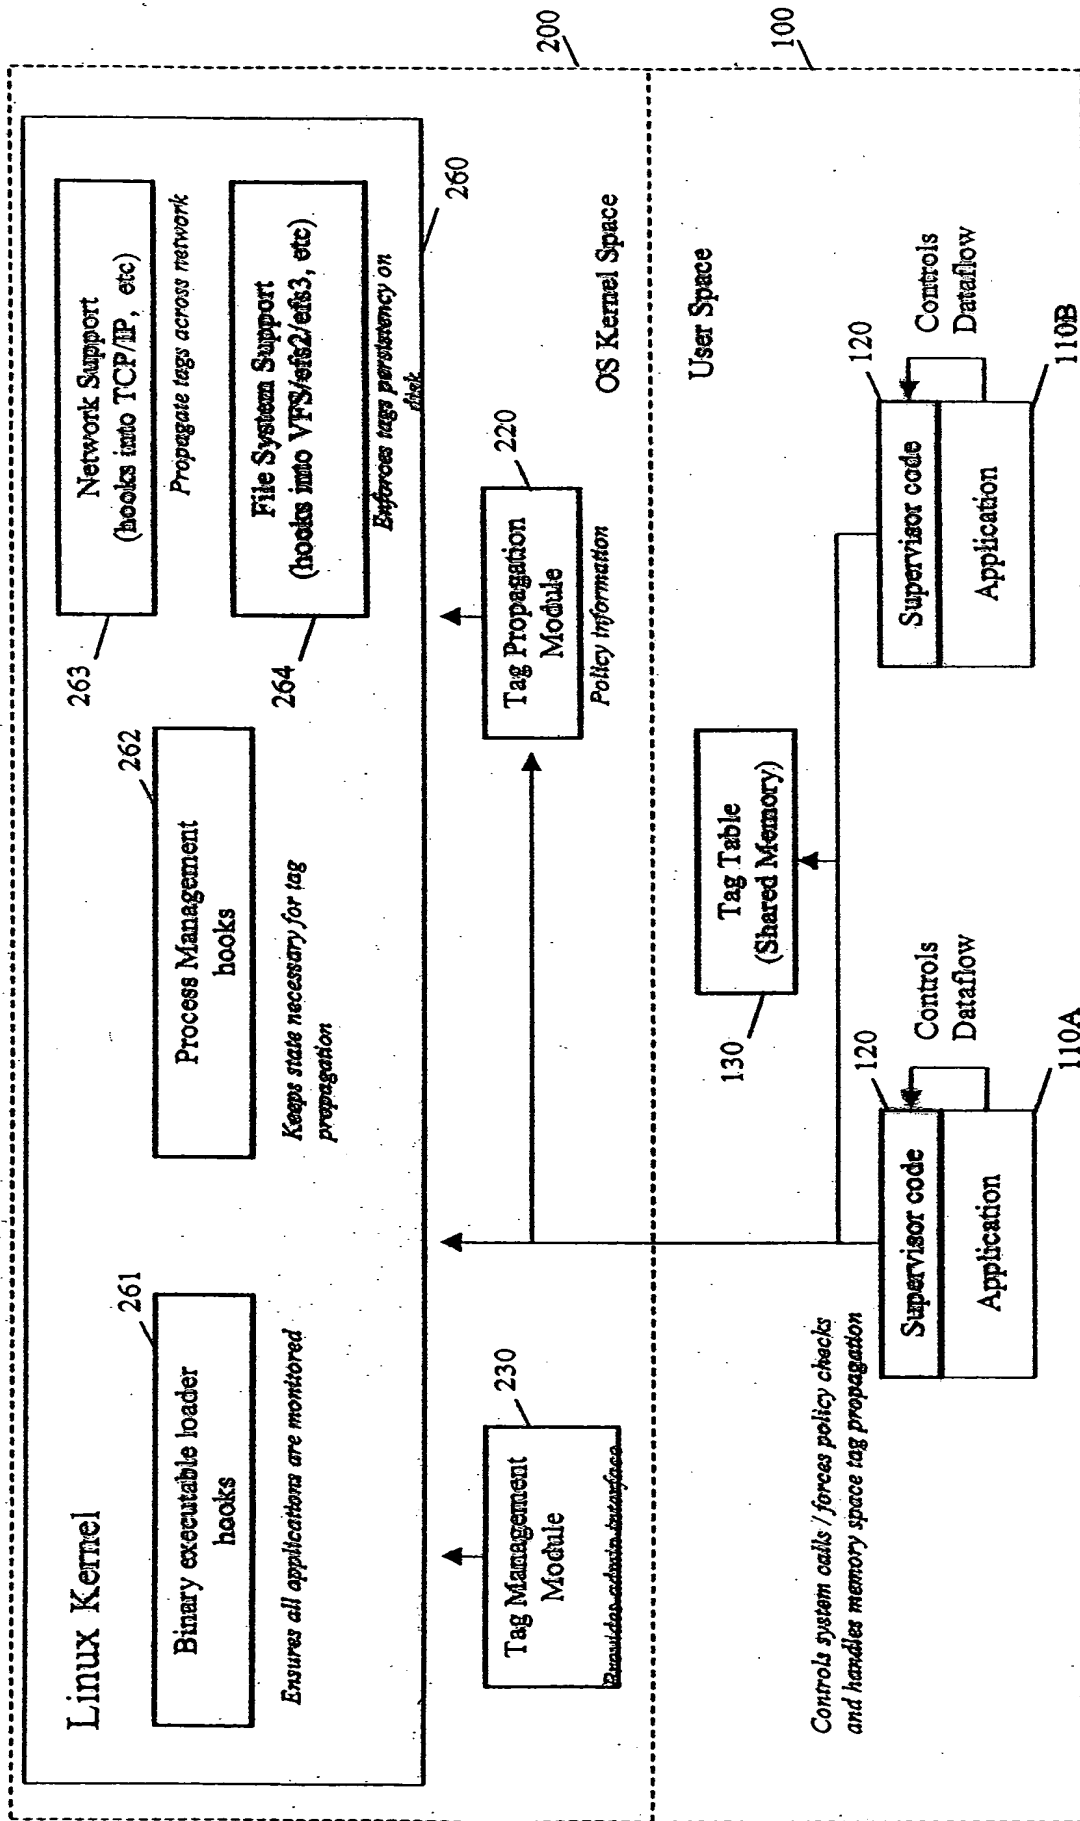 Linux Kernel
261
Binary executable loader
hooks
Ensures all applications are monitored
262
Process Management
hooks
Keeps state necessary for tag
propagation
263
Network Support
(hooks into TCP/IP, etc)
Propagate tags across network
264
File System Support
(hooks into VFS/efs2/efs3, etc)
Enforces tags persistency on
disk
260
200
230
Tag Management
Module
Provides admin interface
220
Tag Propagation
Module
Policy information
OS Kernel Space
User Space
100
130
Tag Table
(Shared Memory)
Controls system calls / forces policy checks
and handles memory space tag propagation
120
Supervisor code
Application
Controls
Dataflow
110A
120
Supervisor code
Application
Controls
Dataflow
110B